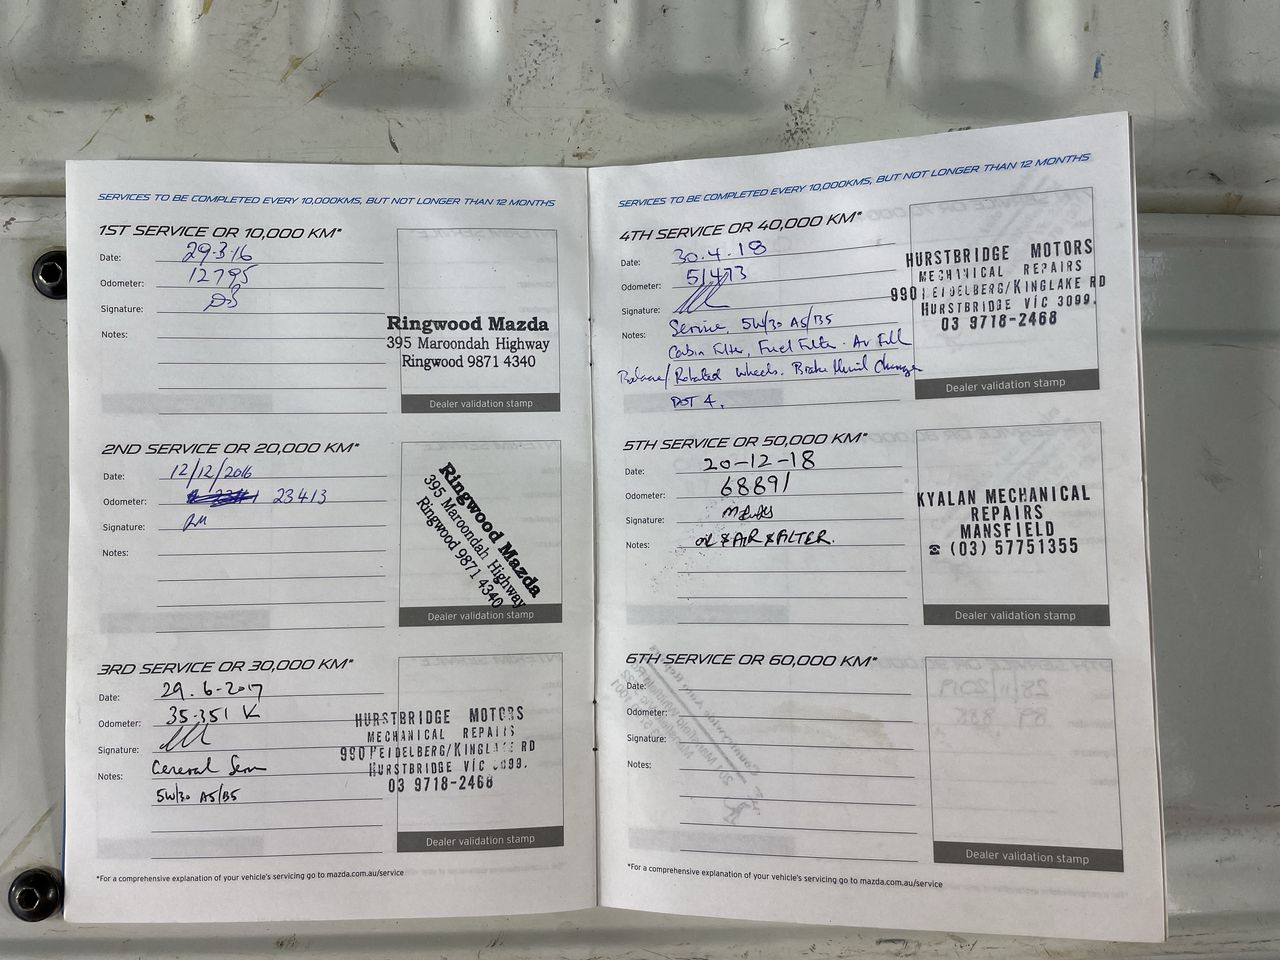 SERVICES TO BE COMPLETED EVERY 10,000KMS, BUT NOT LONGER THAN 12 MONTHS
1ST SERVICE OR 10,000 KM*
Date: 29.3.16
Odometer: 12795
Signature:
Notes:
Ringwood Mazda
395 Maroondah Highway
Ringwood 9871 4340
Dealer validation stamp
2ND SERVICE OR 20,000 KM*
Date: 12/12/2016
Odometer: 23413
Signature:
Notes:
Ringwood Mazda
395 Maroondah Highway
Ringwood 9871 4340
Dealer validation stamp
3RD SERVICE OR 30,000 KM*
Date: 29.6-2017
Odometer: 35-351 K
Signature:
Notes:
5W/30 A5/B5
HURSTBRIDGE MOTORS
MECHANICAL REPAIRS
990 HEIDELBERG/KINGLAKE RD
HURSTBRIDGE VIC 3099.
03 9718-2468
Dealer validation stamp
*For a comprehensive explanation of your vehicle's servicing go to mazda.com.au/service
SERVICES TO BE COMPLETED EVERY 10,000KMS, BUT NOT LONGER THAN 12 MONTHS
4TH SERVICE OR 40,000 KM*
Date: 30.4.18
Odometer: 51473
Signature:
Notes: Service, 5W/30 A5/B5
Cabin Filter, Fuel Filter. Air Filt
Balance/Rotated Wheels. Brake fluid change
DOT 4.
HURSTBRIDGE MOTORS
MECHANICAL REPAIRS
990 HEIDELBERG/KINGLAKE RD
HURSTBRIDGE VIC 3099.
03 9718-2468
Dealer validation stamp
5TH SERVICE OR 50,000 KM*
Date: 20-12-18
Odometer: 68891
Signature:
Notes: OIL & AIR & FILTER.
KYALAN MECHANICAL
REPAIRS
MANSFIELD
☎ (03) 57751355
Dealer validation stamp
6TH SERVICE OR 60,000 KM*
Date:
Odometer:
Signature:
Notes:
Dealer validation stamp
*For a comprehensive explanation of your vehicle's servicing go to mazda.com.au/service